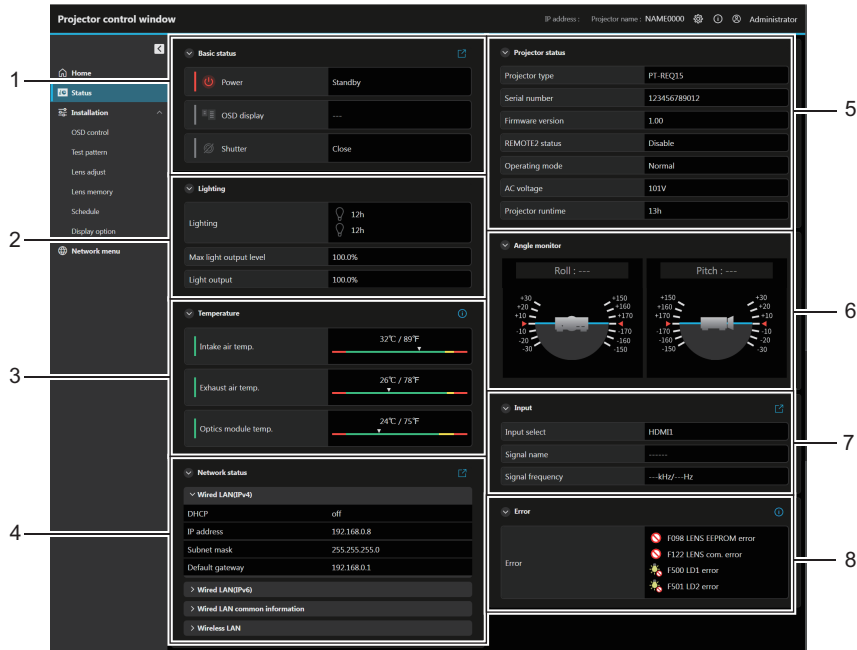 Projector control window
IP address : Projector name : NAME0000 Administrator
Home
Status
Installation
OSD control
Test pattern
Lens adjust
Lens memory
Schedule
Display option
Network menu
1
Basic status
Power Standby
OSD display ---
Shutter Close
2
Lighting
Lighting 12h
12h
Max light output level 100.0%
Light output 100.0%
3
Temperature
Intake air temp. 32℃ / 89℉
Exhaust air temp. 26℃ / 78℉
Optics module temp. 24℃ / 75℉
4
Network status
Wired LAN(IPv4)
DHCP off
IP address 192.168.0.8
Subnet mask 255.255.255.0
Default gateway 192.168.0.1
Wired LAN(IPv6)
Wired LAN common information
Wireless LAN
5
Projector status
Projector type PT-REQ15
Serial number 123456789012
Firmware version 1.00
REMOTE2 status Disable
Operating mode Normal
AC voltage 101V
Projector runtime 13h
6
Angle monitor
Roll : --- Pitch : ---
+30 +150 +150 +30
+20 +160 +160 +20
+10 +170 +170 +10
-10 -170 -170 -10
-20 -160 -160 -20
-30 -150 -150 -30
7
Input
Input select HDMI1
Signal name ------
Signal frequency ---kHz/---Hz
8
Error
Error
F098 LENS EEPROM error
F122 LENS com. error
F500 LD1 error
F501 LD2 error